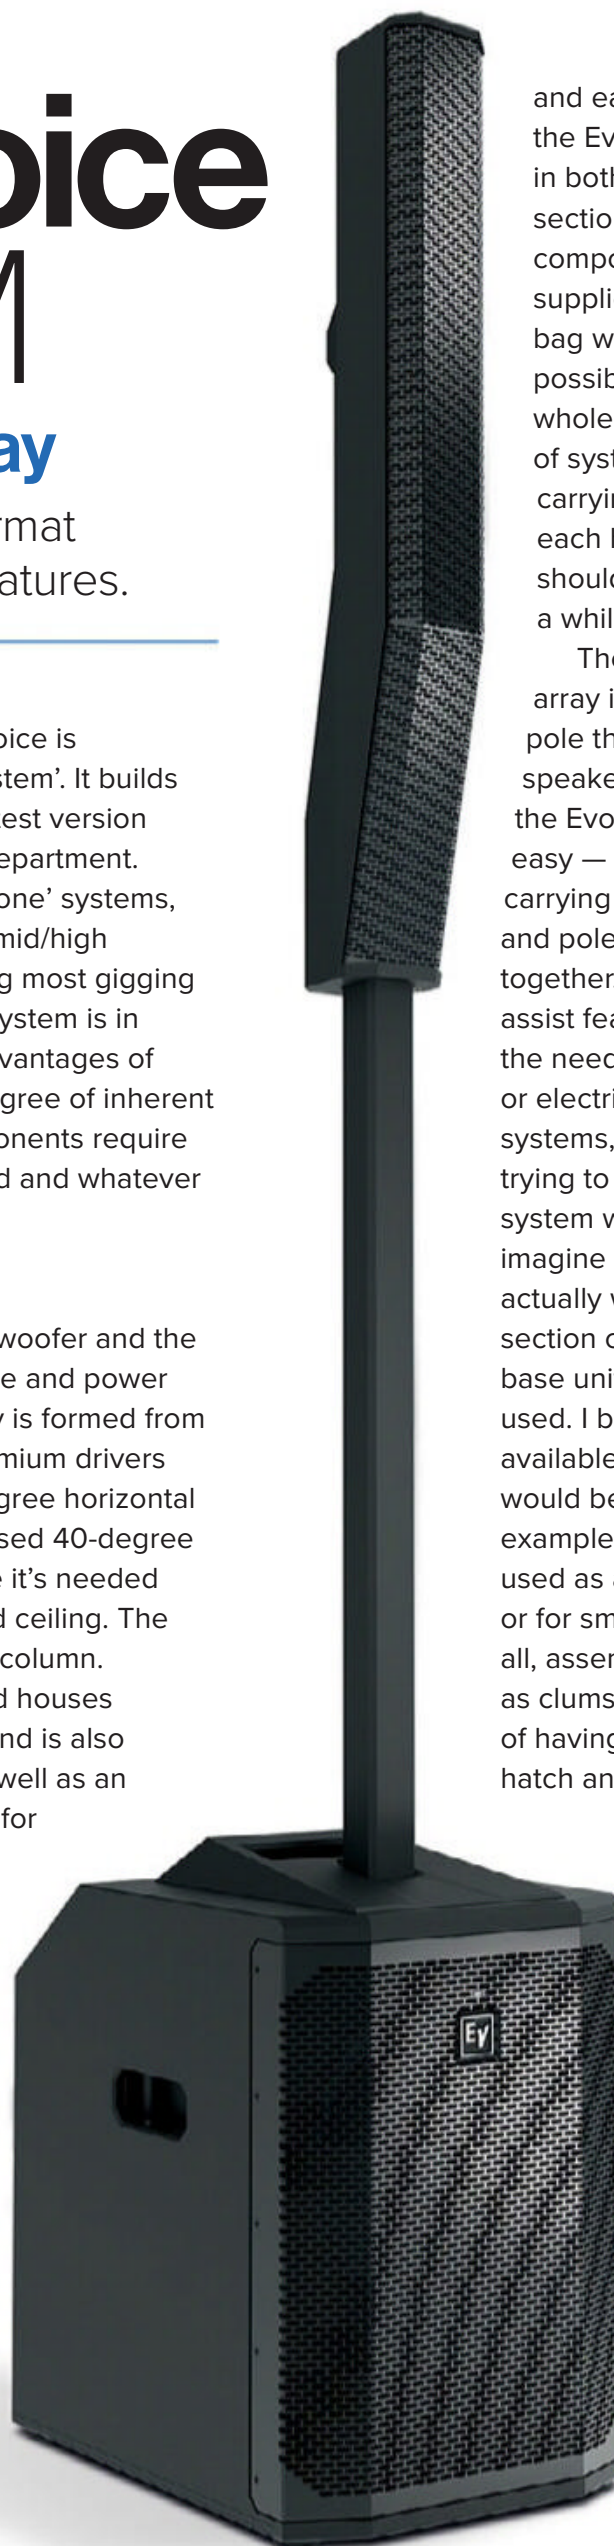 oice
M
ay
rmat
atures.
oice is
stem’. It builds
test version
epartment.
one’ systems,
mid/high
g most gigging
ystem is in
dvantages of
gree of inherent
onents require
d and whatever
woofer and the
e and power
y is formed from
mium drivers
gree horizontal
sed 40-degree
e it’s needed
d ceiling. The
column.
d houses
nd is also
well as an
for
and ea
the Ev
in both
sectio
compo
suppli
bag w
possib
whole
of syst
carryin
each l
should
a whil
The
array i
pole th
speake
the Evo
easy —
carrying
and pole
together.
assist fea
the need
or electri
systems,
trying to
system w
imagine
actually w
section o
base uni
used. I b
available
would be
example
used as a
or for sm
all, assem
as clums
of having
hatch an
EV